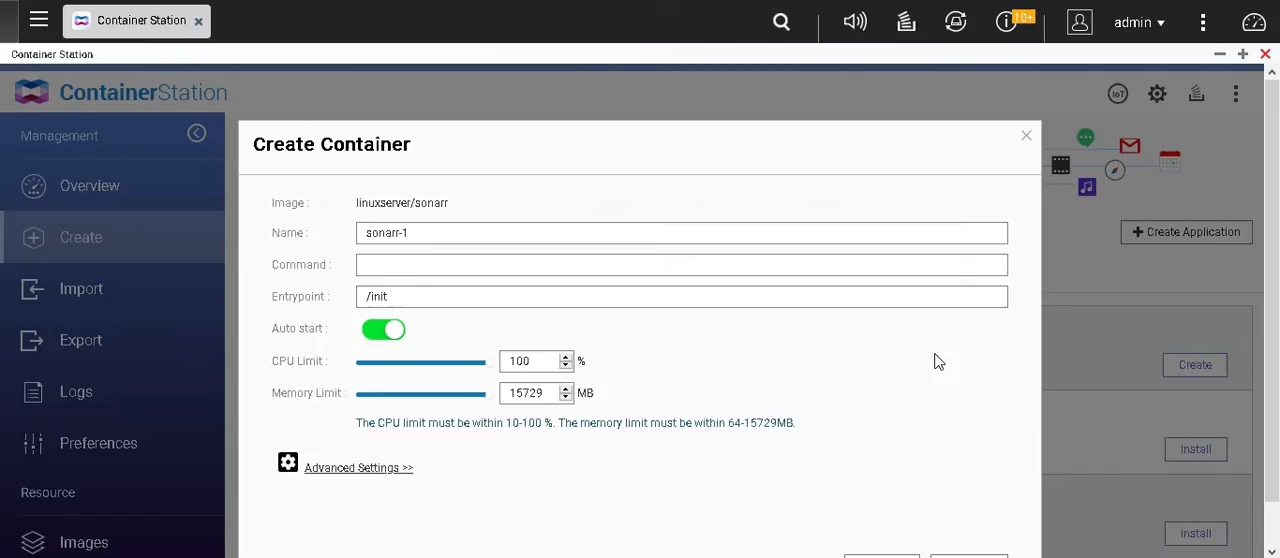 Container Station ×
10+
admin
Container Station
ContainerStation
IoT
Management
Overview
Create
Import
Export
Logs
Preferences
Resource
Images
Create Container
Image : linuxserver/sonarr
Name : sonarr-1
Command :
Entrypoint : /init
Auto start :
CPU Limit : 100 %
Memory Limit : 15729 MB
The CPU limit must be within 10-100 %. The memory limit must be within 64-15729MB.
Advanced Settings >>
+ Create Application
Create
Install
Install